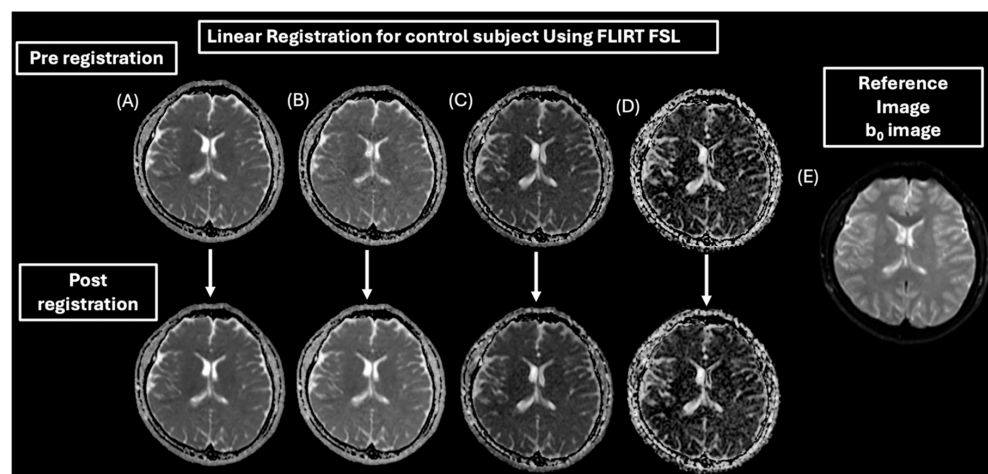 Linear Registration for control subject Using FLIRT FSL
Pre registration
(A)
(B)
(C)
(D)
Reference
Image
b₀ image
(E)
Post
registration